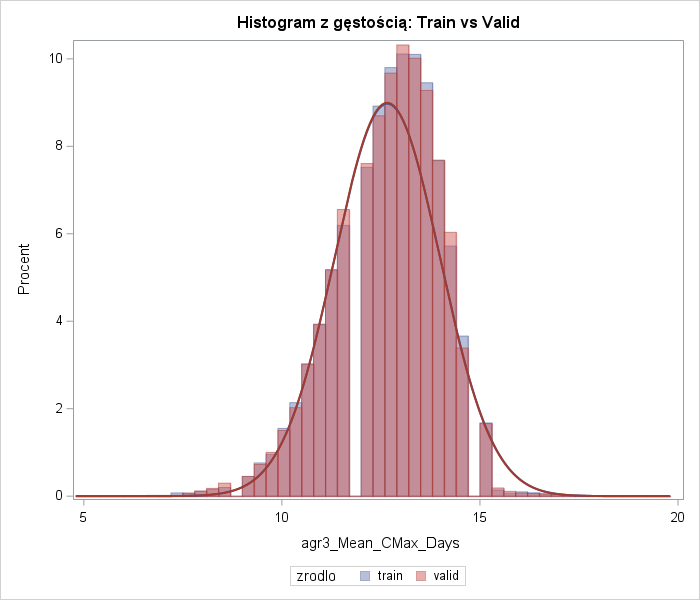 Histogram z gęstością: Train vs Valid
10
8
6
4
2
0
Procent
5 10 15 20
agr3_Mean_CMax_Days
zrodlo train valid